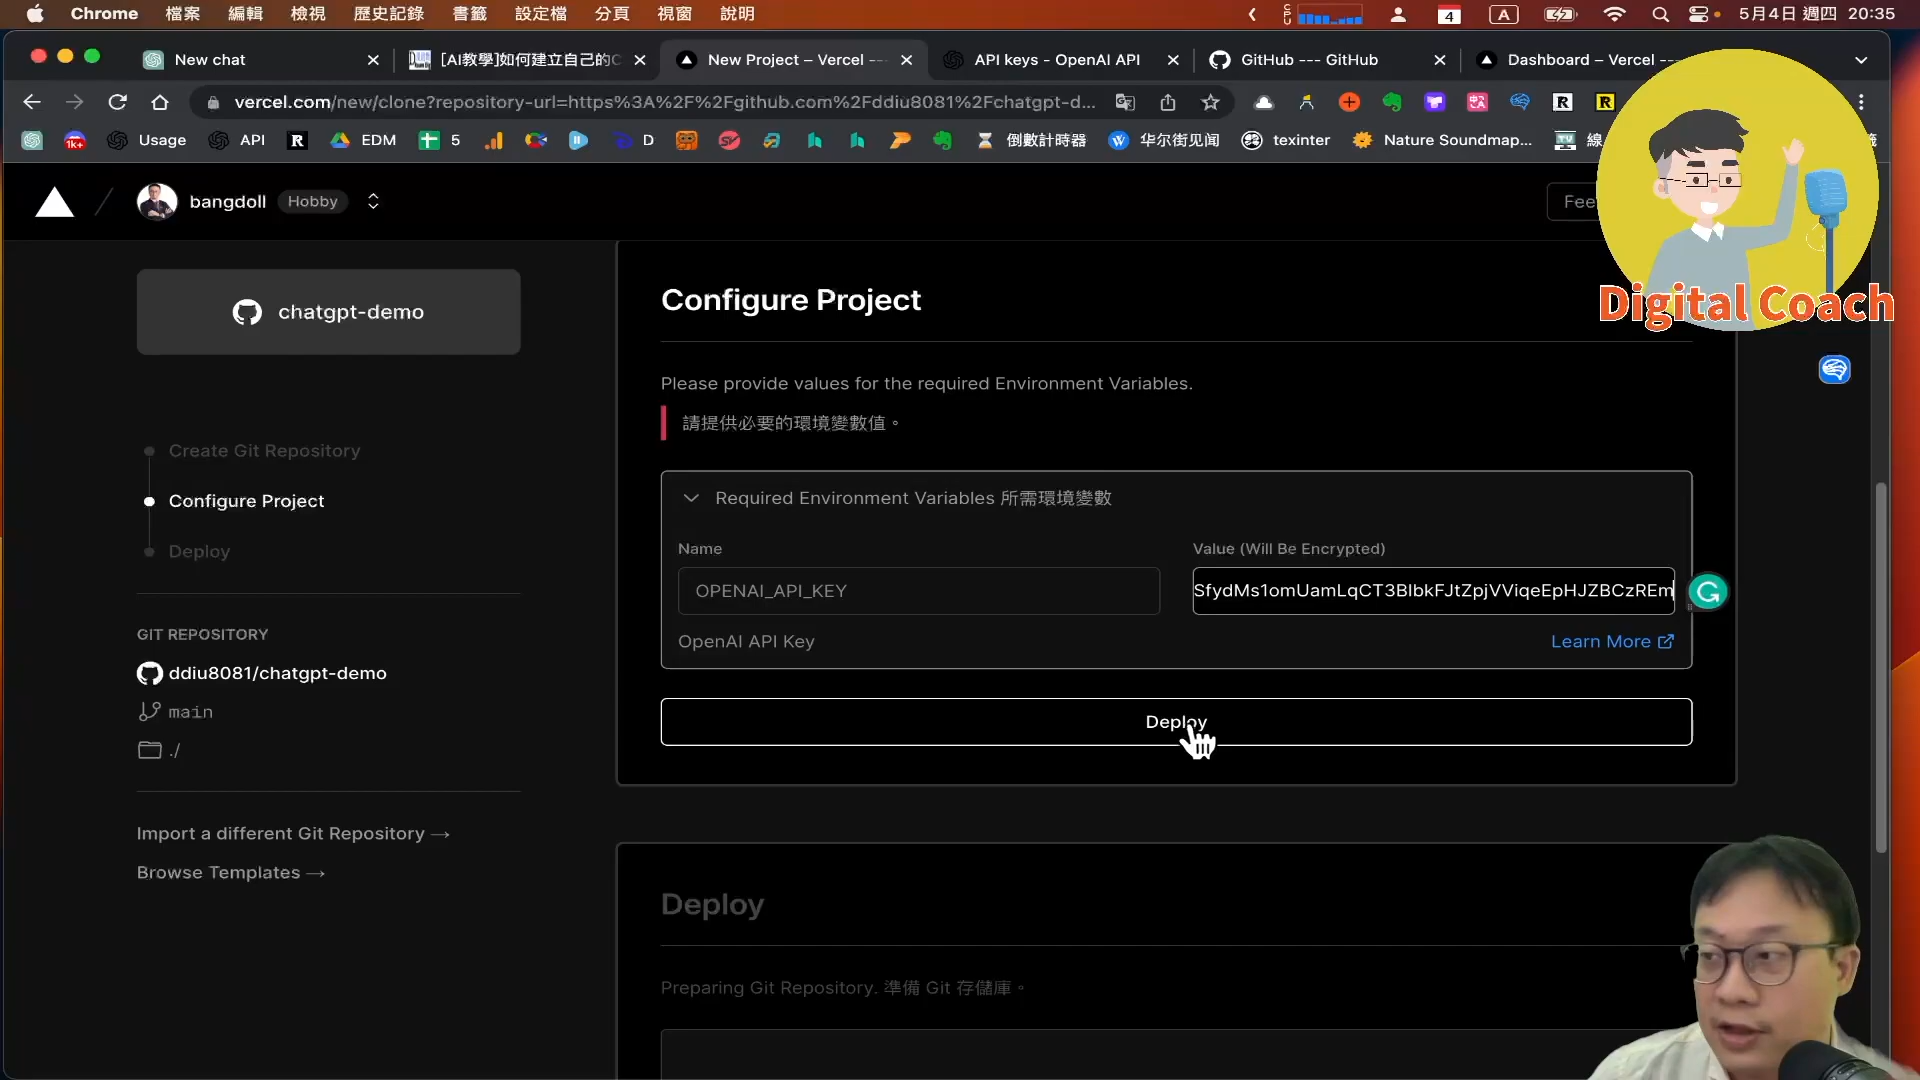 Chrome 檔案 編輯 檢視 歷史記錄 書籤 設定檔 分頁 視窗 說明 CPU 4 A 5月4日 週四 20:35
New chat [AI教學]如何建立自己的C New Project – Vercel -- API keys - OpenAI API GitHub --- GitHub Dashboard – Vercel --
vercel.com/new/clone?repository-url=https%3A%2F%2Fgithub.com%2Fddiu8081%2Fchatgpt-d...
1k+ Usage API R EDM 5 D 倒數計時器 华尔街见闻 texinter Nature Soundmap... 線
bangdoll Hobby Fee
Digital Coach
chatgpt-demo
Create Git Repository
Configure Project
Deploy
GIT REPOSITORY
ddiu8081/chatgpt-demo
main
./
Import a different Git Repository →
Browse Templates →
Configure Project
Please provide values for the required Environment Variables.
請提供必要的環境變數值。
Required Environment Variables 所需環境變數
Name Value (Will Be Encrypted)
OPENAI_API_KEY
OpenAI API Key Learn More
Deploy
Deploy
Preparing Git Repository. 準備 Git 存儲庫。